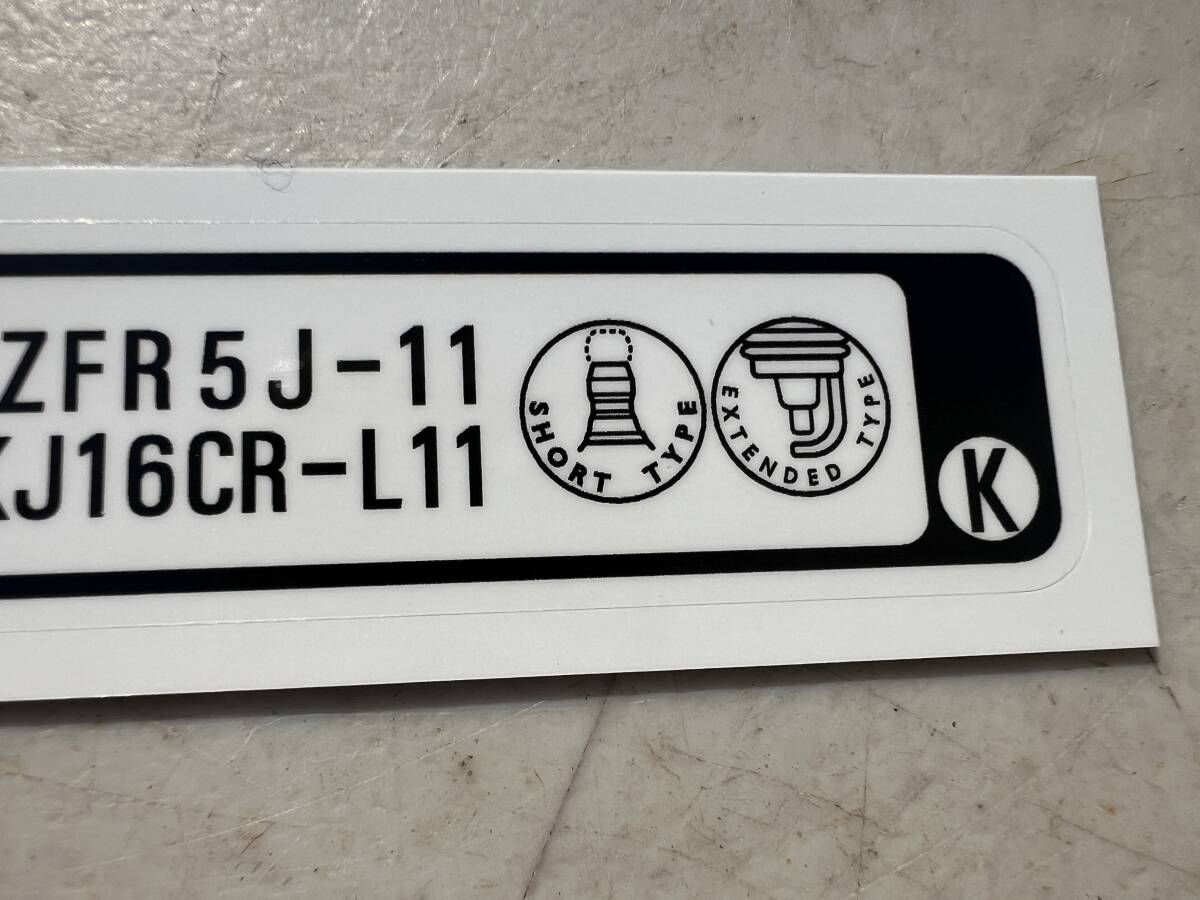 ZFR5J-11
KJ16CR-L11
SHORT TYPE
EXTENDED TYPE
K